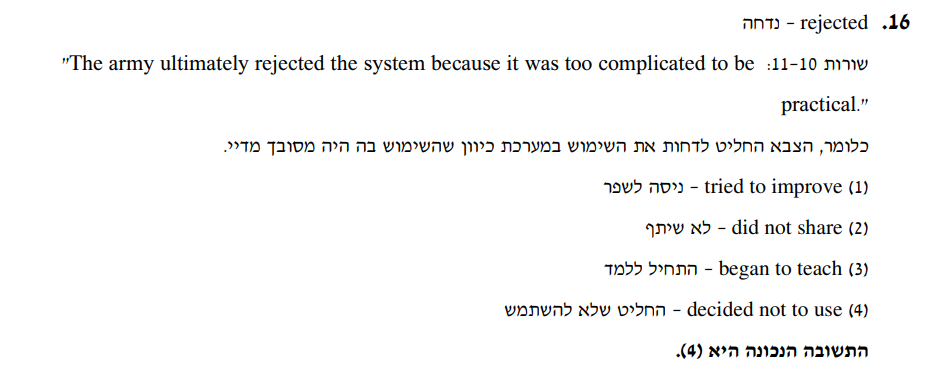 16. rejected – נדחה
שורות 11-10: "The army ultimately rejected the system because it was too complicated to be
practical."
כלומר, הצבא החליט לדחות את השימוש במערכת כיוון שהשימוש בה היה מסובך מדיי.
(1) tried to improve – ניסה לשפר
(2) did not share – לא שיתף
(3) began to teach – התחיל ללמד
(4) decided not to use – החליט שלא להשתמש
התשובה הנכונה היא (4).